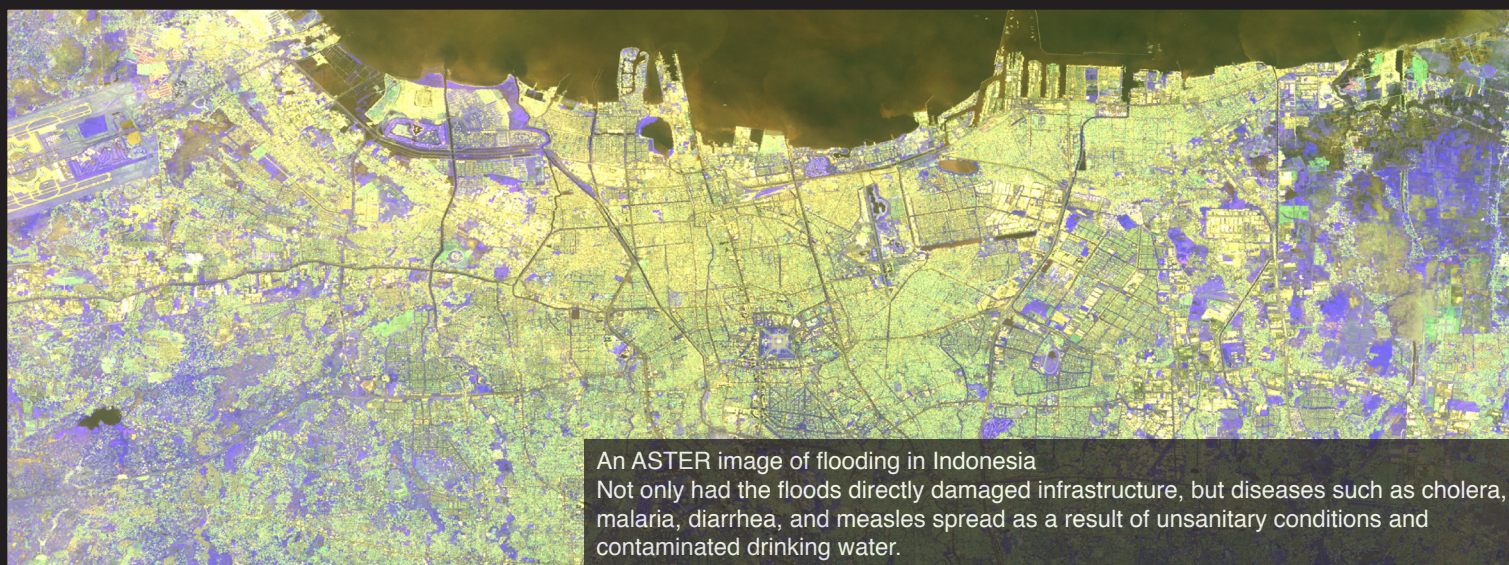 An ASTER image of flooding in Indonesia
Not only had the floods directly damaged infrastructure, but diseases such as cholera,
malaria, diarrhea, and measles spread as a result of unsanitary conditions and
contaminated drinking water.